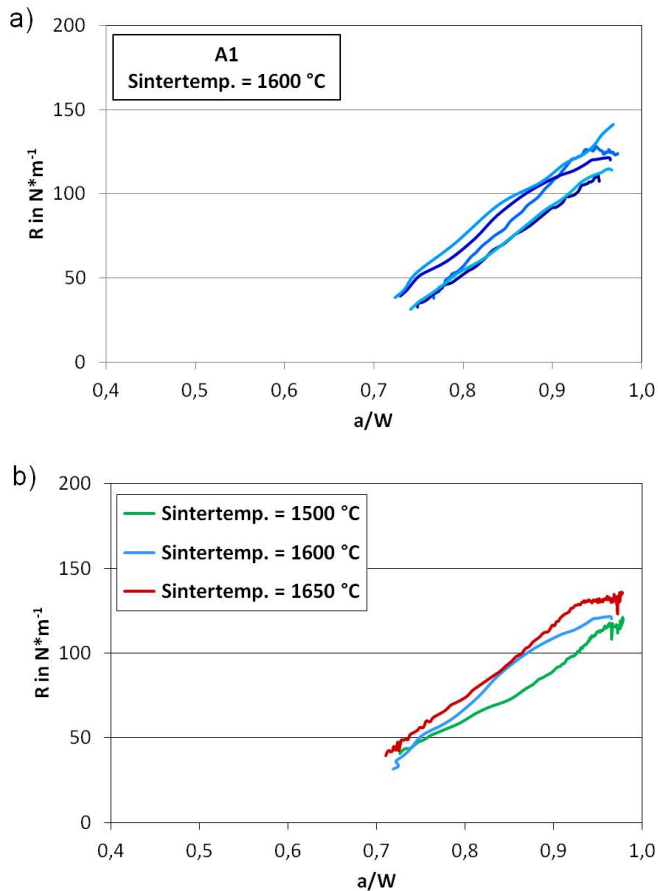 a)
200
150
100
50
0
R in N*m⁻¹
A1
Sintertemp. = 1600 °C
0,4 0,5 0,6 0,7 0,8 0,9 1,0
a/W
b)
200
150
100
50
0
R in N*m⁻¹
Sintertemp. = 1500 °C
Sintertemp. = 1600 °C
Sintertemp. = 1650 °C
0,4 0,5 0,6 0,7 0,8 0,9 1,0
a/W